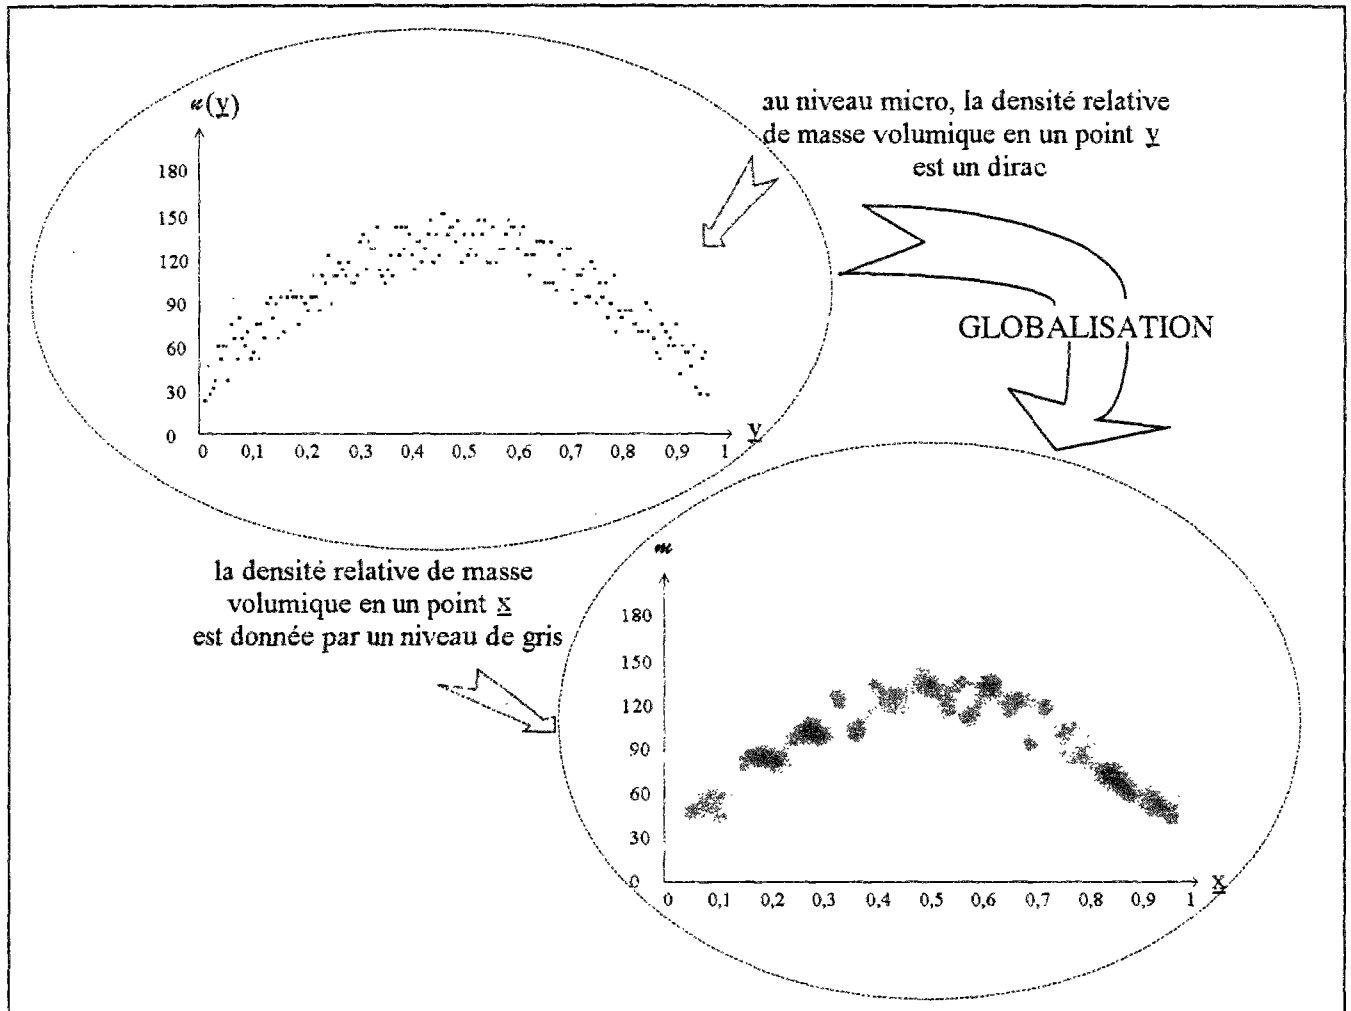 𝓊(y)
180
150
120
90
60
30
0
0 0,1 0,2 0,3 0,4 0,5 0,6 0,7 0,8 0,9 1
y
au niveau micro, la densité relative
de masse volumique en un point y
est un dirac
GLOBALISATION
la densité relative de masse
volumique en un point x
est donnée par un niveau de gris
𝓂
180
150
120
90
60
30
0
0 0,1 0,2 0,3 0,4 0,5 0,6 0,7 0,8 0,9 1
x